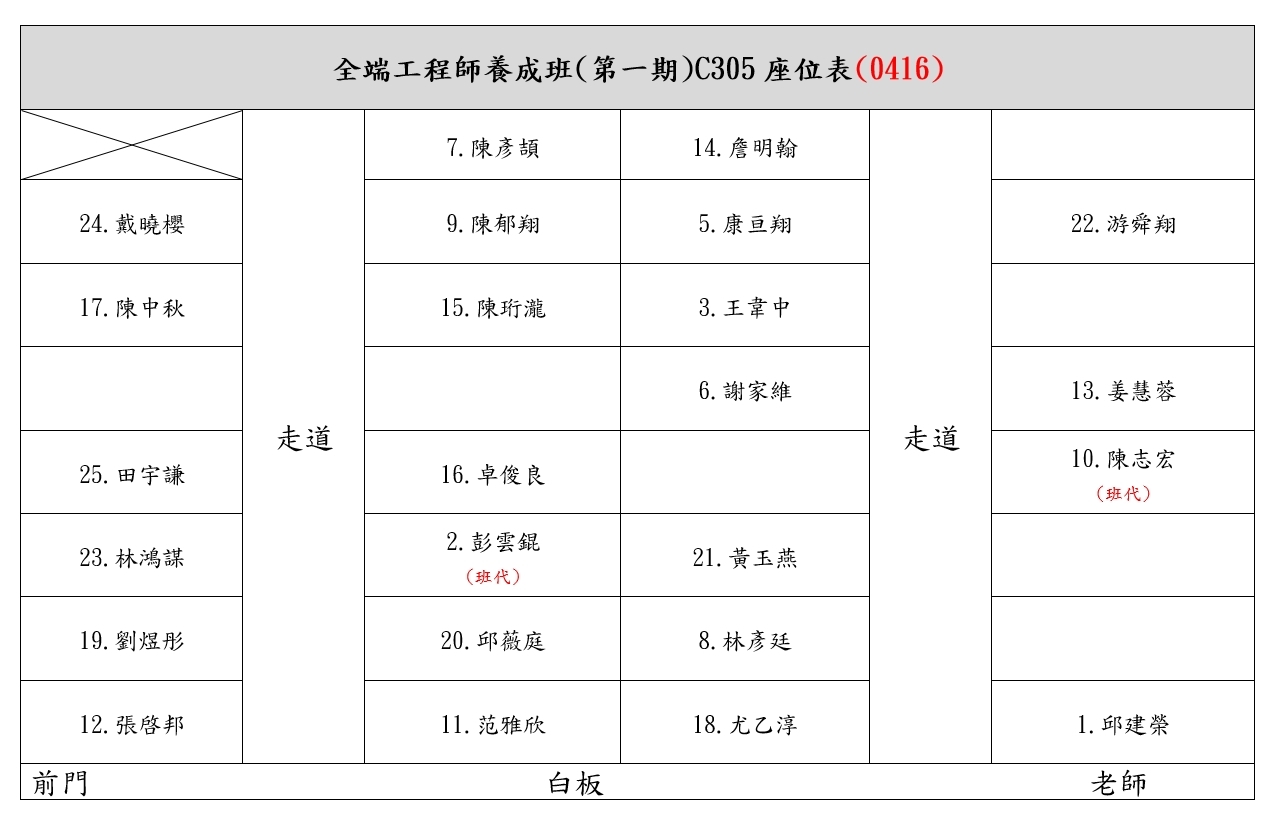 全端工程師養成班(第一期)C305 座位表(0416)
7.陳彥頡
14.詹明翰
24.戴曉櫻
9.陳郁翔
5.康亘翔
22.游舜翔
17.陳中秋
15.陳珩瀧
3.王韋中
6.謝家維
13.姜慧蓉
走道
走道
25.田宇謙
16.卓俊良
10.陳志宏
(班代)
23.林鴻謀
2.彭雲錕
(班代)
21.黃玉燕
19.劉煜彤
20.邱薇庭
8.林彥廷
12.張啓邦
11.范雅欣
18.尤乙淳
1.邱建榮
前門
白板
老師